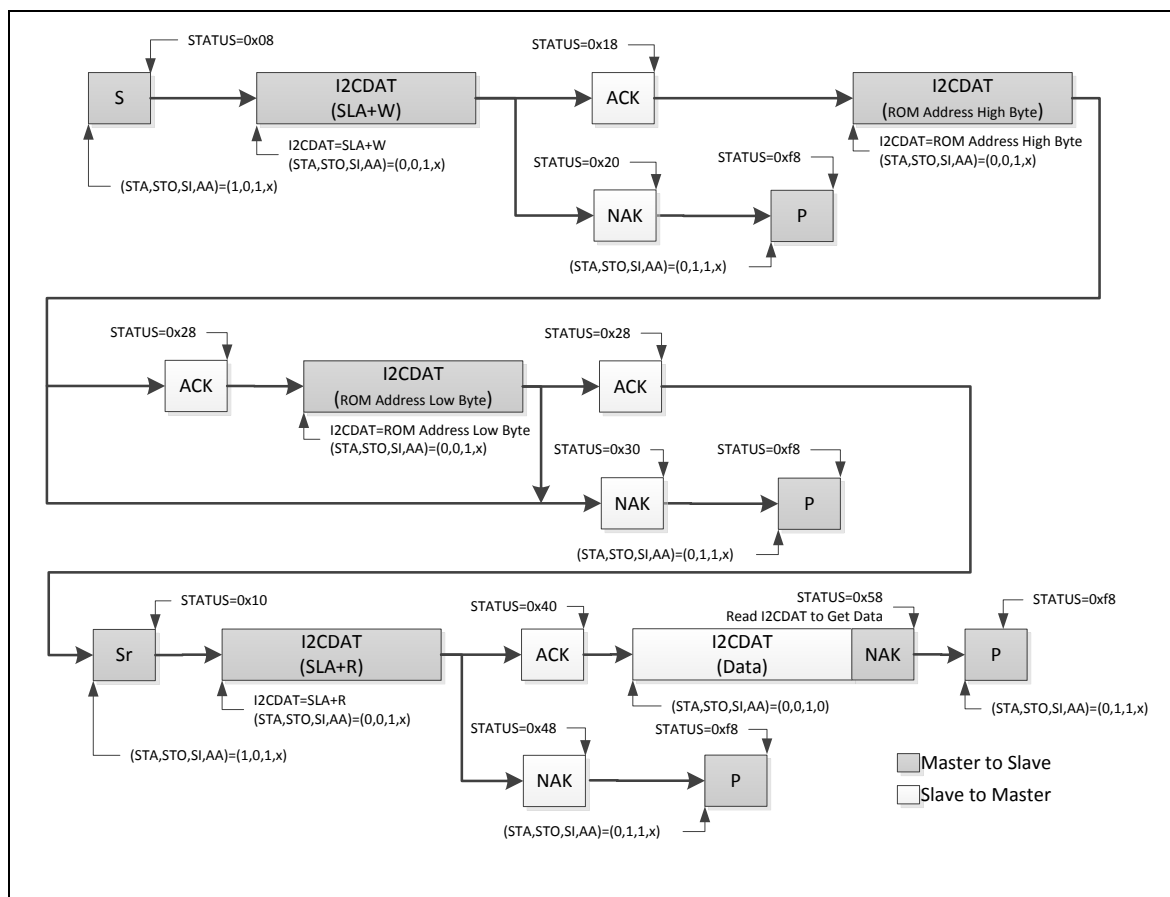 STATUS=0x08
STATUS=0x18
S
I2CDAT
(SLA+W)
ACK
I2CDAT
(ROM Address High Byte)
I2CDAT=SLA+W
(STA,STO,SI,AA)=(0,0,1,x)
I2CDAT=ROM Address High Byte
(STA,STO,SI,AA)=(0,0,1,x)
STATUS=0x20
STATUS=0xf8
(STA,STO,SI,AA)=(1,0,1,x)
NAK
P
(STA,STO,SI,AA)=(0,1,1,x)
STATUS=0x28
STATUS=0x28
ACK
I2CDAT
(ROM Address Low Byte)
ACK
I2CDAT=ROM Address Low Byte
(STA,STO,SI,AA)=(0,0,1,x)
STATUS=0x30
STATUS=0xf8
NAK
P
(STA,STO,SI,AA)=(0,1,1,x)
STATUS=0x10
STATUS=0x40
STATUS=0x58
Read I2CDAT to Get Data
STATUS=0xf8
Sr
I2CDAT
(SLA+R)
ACK
I2CDAT
(Data)
NAK
P
I2CDAT=SLA+R
(STA,STO,SI,AA)=(0,0,1,x)
(STA,STO,SI,AA)=(0,0,1,0)
(STA,STO,SI,AA)=(0,1,1,x)
STATUS=0x48
STATUS=0xf8
(STA,STO,SI,AA)=(1,0,1,x)
NAK
P
(STA,STO,SI,AA)=(0,1,1,x)
Master to Slave
Slave to Master